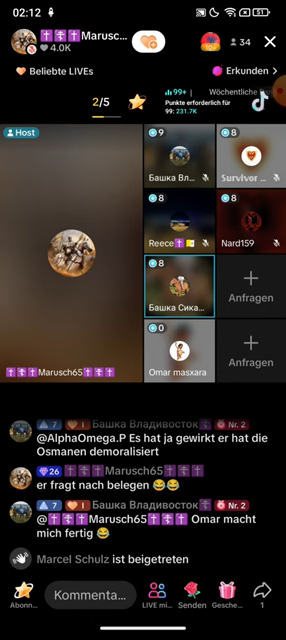 02:12
51
✝️☦️✝️Marusch...
4.0K
34
Beliebte LIVEs
Erkunden
2/5
99+
Punkte erforderlich für
99: 231.7K
Wöchentliche
Host
9
Башка Вл...
8
Survivor ...
8
Reece✝️
8
Nard159
8
Башка Сика...
Anfragen
0
Omar masxara
Anfragen
✝️☦️✝️Marusch65✝️☦️✝️
7 I Башка Владивосток☦️ Nr. 2
@AlphaOmega.P Es hat ja gewirkt er hat die
Osmanen demoralisiert
26 ✝️☦️✝️Marusch65✝️☦️✝️
er fragt nach belegen 😂😂
7 I Башка Владивосток☦️ Nr. 2
@✝️☦️✝️Marusch65✝️☦️✝️ Omar macht
mich fertig 😂
Marcel Schulz ist beigetreten
Kommenta...
Abonn...
LIVE mi...
Senden
Gesche...
1